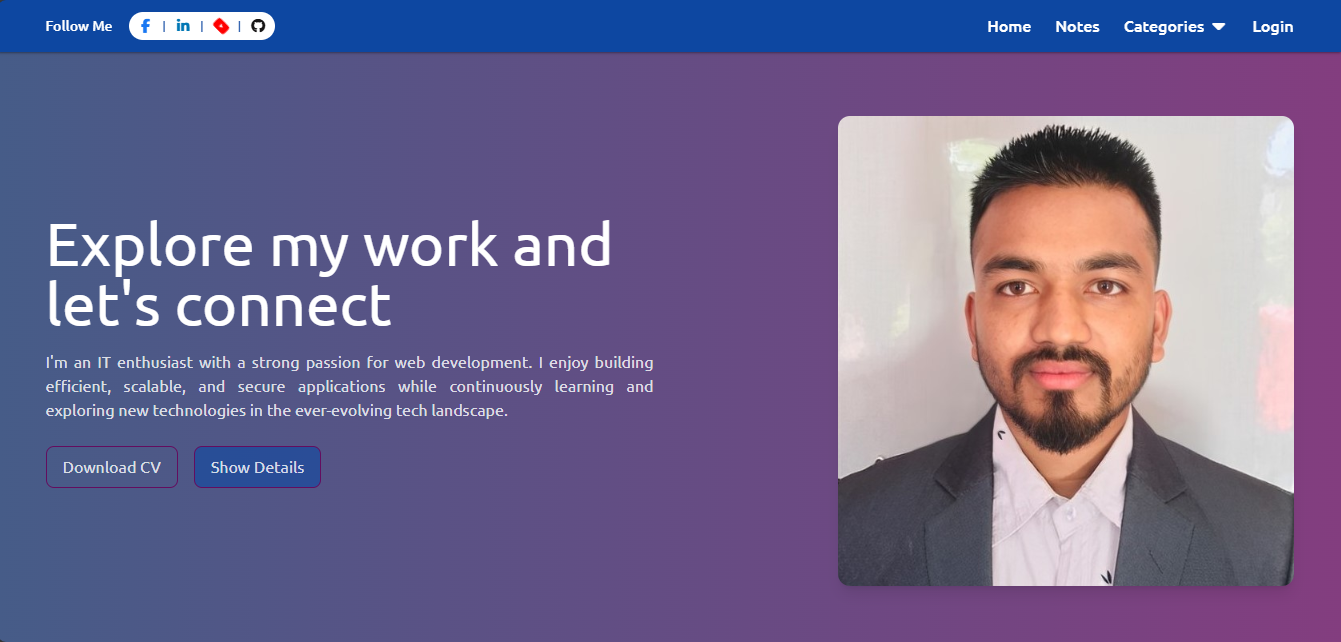 Follow Me | | |
Home Notes Categories Login
Explore my work and
let's connect
I'm an IT enthusiast with a strong passion for web development. I enjoy building
efficient, scalable, and secure applications while continuously learning and
exploring new technologies in the ever-evolving tech landscape.
Download CV Show Details